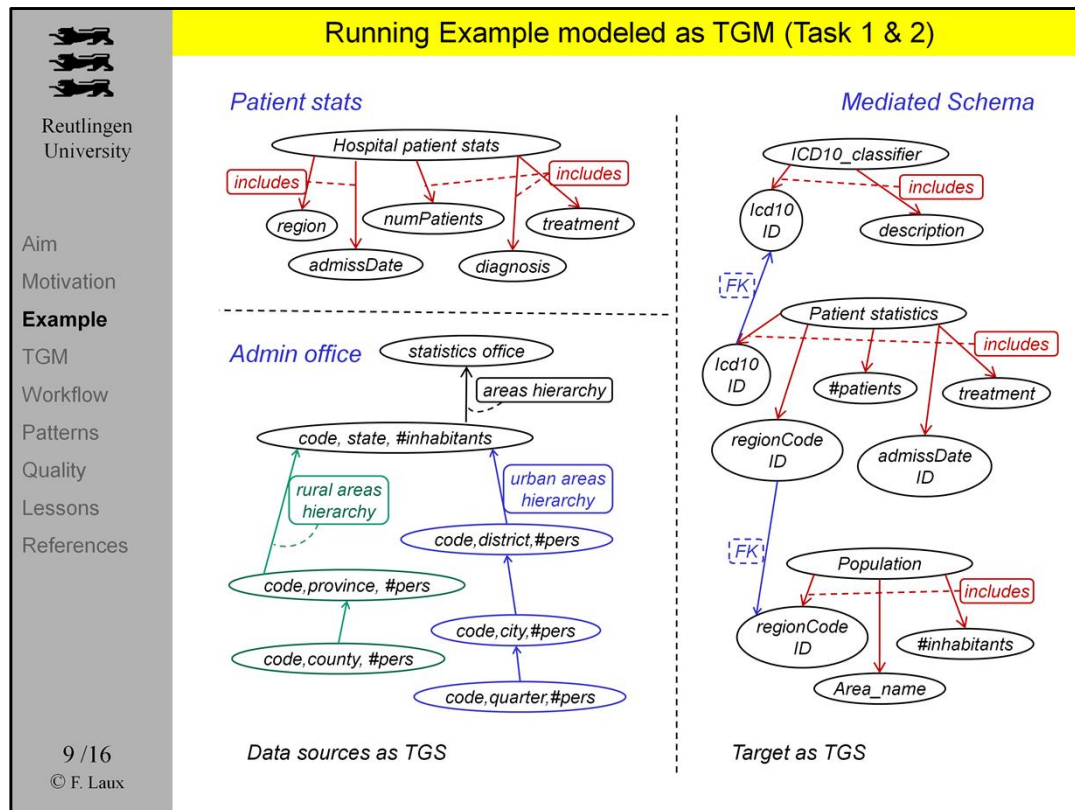 Running Example modeled as TGM (Task 1 & 2)
Reutlingen
University
Aim
Motivation
Example
TGM
Workflow
Patterns
Quality
Lessons
References
9 /16
© F. Laux
Patient stats
Hospital patient stats
includes
includes
region
numPatients
treatment
admissDate
diagnosis
Admin office
statistics office
areas hierarchy
code, state, #inhabitants
rural areas
hierarchy
urban areas
hierarchy
code,district,#pers
code,province, #pers
code,city,#pers
code,county, #pers
code,quarter,#pers
Data sources as TGS
Mediated Schema
ICD10_classifier
includes
Icd10
ID
description
FK
Patient statistics
includes
Icd10
ID
#patients
treatment
regionCode
ID
admissDate
ID
FK
Population
includes
regionCode
ID
#inhabitants
Area_name
Target as TGS